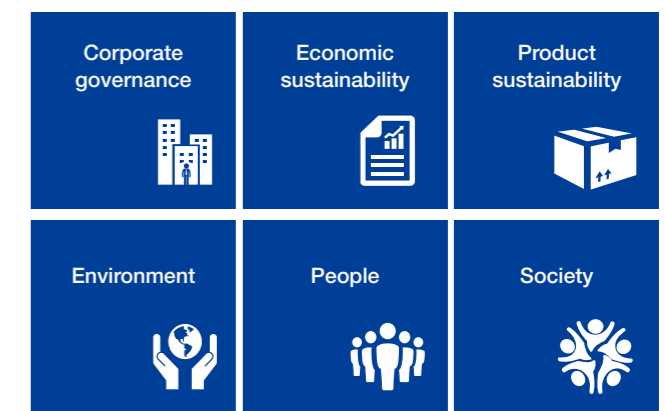 Corporate
governance
Economic
sustainability
Product
sustainability
Environment
People
Society